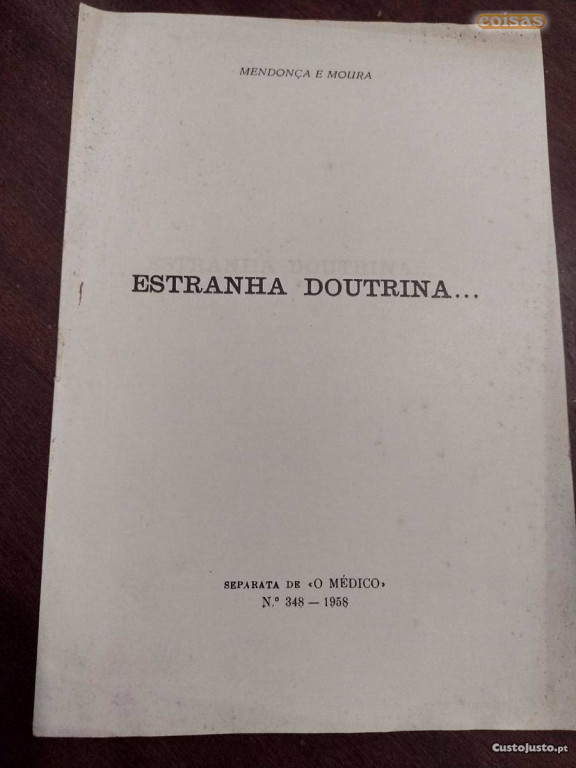 coisas
MENDONÇA E MOURA
ESTRANHA DOUTRINA...
SEPARATA DE «O MÉDICO»
N.º 348 — 1958
CustoJusto.pt